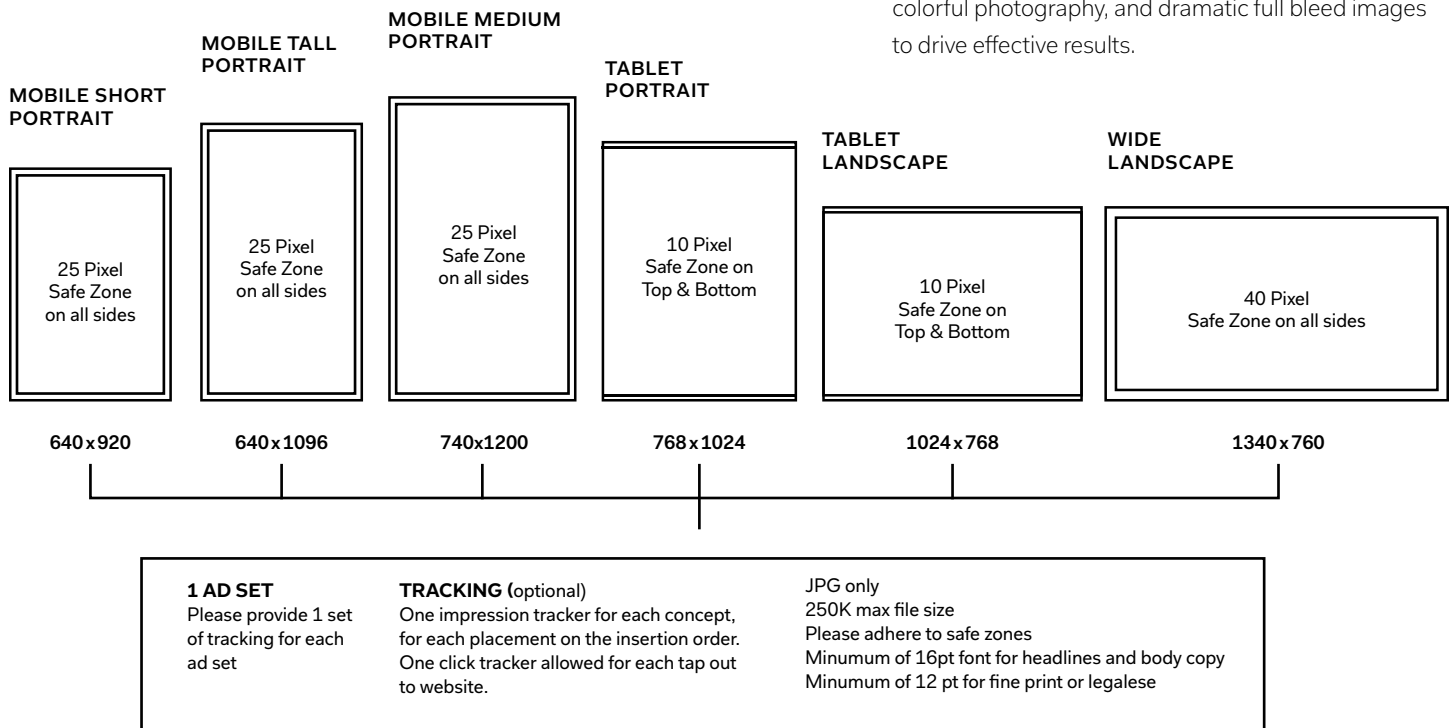 colorful photography, and dramatic full bleed images
to drive effective results.
MOBILE SHORT
PORTRAIT
MOBILE TALL
PORTRAIT
MOBILE MEDIUM
PORTRAIT
TABLET
PORTRAIT
TABLET
LANDSCAPE
WIDE
LANDSCAPE
25 Pixel
Safe Zone
on all sides
25 Pixel
Safe Zone
on all sides
25 Pixel
Safe Zone
on all sides
10 Pixel
Safe Zone on
Top & Bottom
10 Pixel
Safe Zone on
Top & Bottom
40 Pixel
Safe Zone on all sides
640x920
640x1096
740x1200
768x1024
1024x768
1340x760
1 AD SET
Please provide 1 set
of tracking for each
ad set
TRACKING (optional)
One impression tracker for each concept,
for each placement on the insertion order.
One click tracker allowed for each tap out
to website.
JPG only
250K max file size
Please adhere to safe zones
Minumum of 16pt font for headlines and body copy
Minumum of 12 pt for fine print or legalese